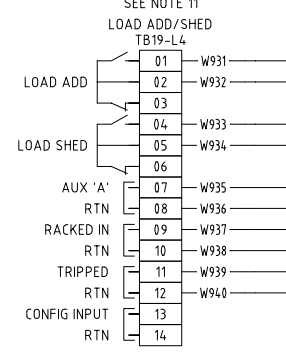 SEE NOTE 11
LOAD ADD/SHED
TB19-L4
01 W931
LOAD ADD 02 W932
03
04 W933
LOAD SHED 05 W934
06
AUX 'A' 07 W935
RTN 08 W936
RACKED IN 09 W937
RTN 10 W938
TRIPPED 11 W939
RTN 12 W940
CONFIG INPUT 13
RTN 14